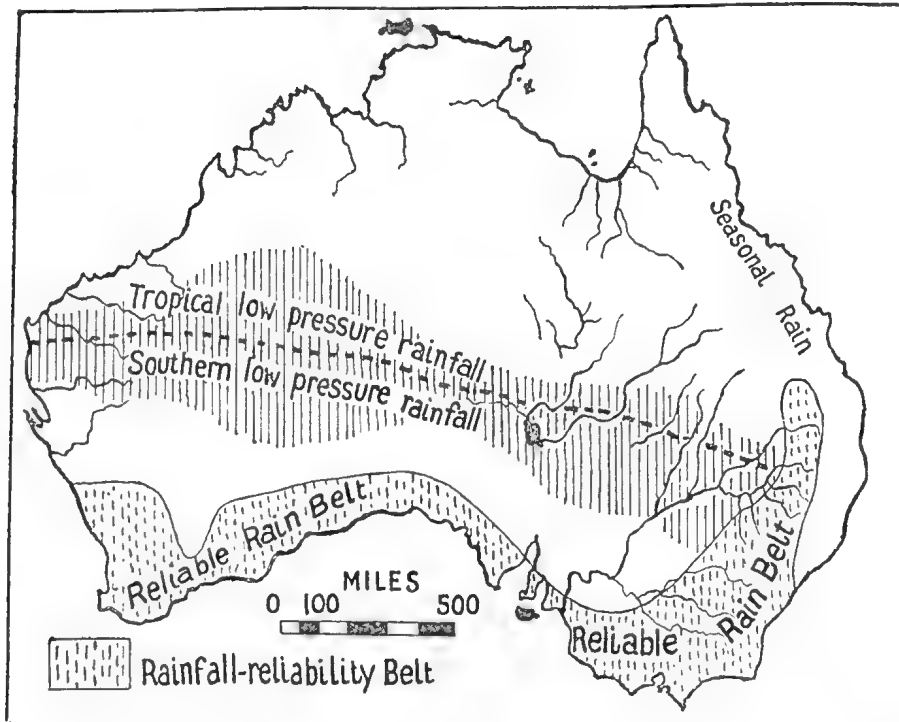 Seasonal Rain
Tropical low pressure rainfall
Southern low pressure rainfall
Reliable Rain Belt
MILES
0 100 500
Reliable Rain Belt
Rainfall-reliability Belt